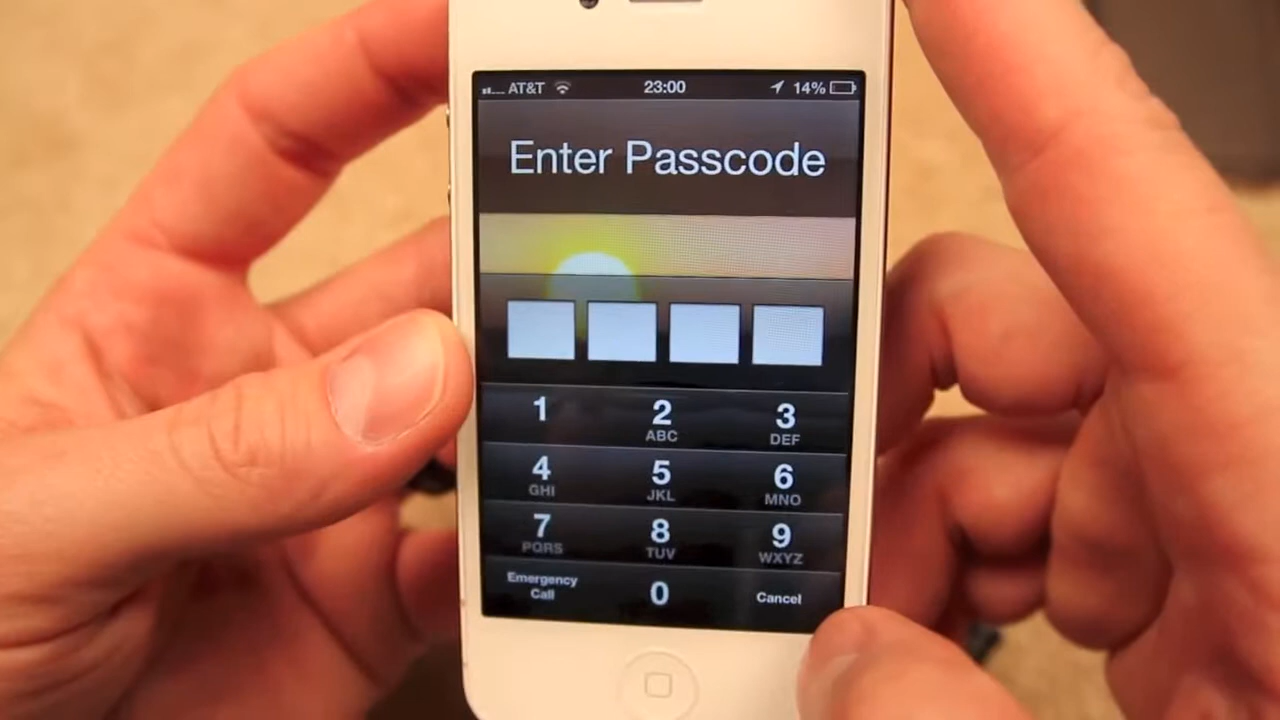 AT&T 23:00 14%
Enter Passcode
1 2 3
ABC DEF
4 5 6
GHI JKL MNO
7 8 9
PQRS TUV WXYZ
Emergency
Call 0 Cancel